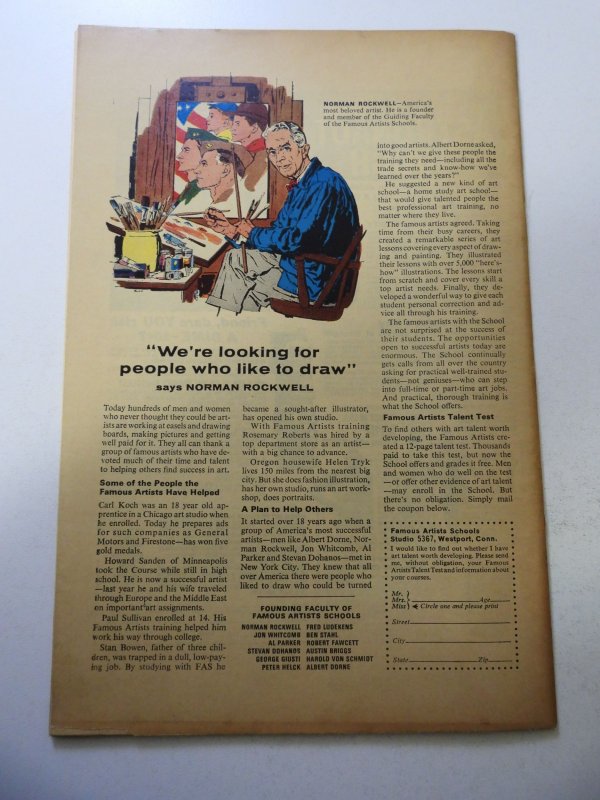 NORMAN ROCKWELL—America's
most beloved artist. He is a founder
and member of the Guiding Faculty
of the Famous Artists Schools.
"We're looking for
people who like to draw"
says NORMAN ROCKWELL
Today hundreds of men and women
who never thought they could be art-
ists are working at easels and drawing
boards, making pictures and getting
well paid for it. They all can thank a
group of famous artists who have de-
voted much of their time and talent
to helping others find success in art.
Some of the People the
Famous Artists Have Helped
Carl Koch was an 18 year old ap-
prentice in a Chicago art studio when
he enrolled. Today he prepares ads
for such companies as General
Motors and Firestone—has won five
gold medals.
Howard Sanden of Minneapolis
took the Course while still in high
school. He is now a successful artist
—last year he and his wife traveled
through Europe and the Middle East
on important art assignments.
Paul Sullivan enrolled at 14. His
Famous Artists training helped him
work his way through college.
Stan Bowen, father of three chil-
dren, was trapped in a dull, low-pay-
ing job. By studying with FAS he
became a sought-after illustrator,
has opened his own studio.
With Famous Artists training
Rosemary Roberts was hired by a
top department store as an artist—
with a big chance to advance.
Oregon housewife Helen Tryk
lives 150 miles from the nearest big
city. But she does fashion illustration,
has her own studio, runs an art work-
shop, does portraits.
A Plan to Help Others
It started over 18 years ago when a
group of America's most successful
artists—men like Albert Dorne, Nor-
man Rockwell, Jon Whitcomb, Al
Parker and Stevan Dohanos—met in
New York City. They knew that all
over America there were people who
liked to draw who could be turned
FOUNDING FACULTY OF
FAMOUS ARTISTS SCHOOLS
NORMAN ROCKWELL FRED LUDEKENS
JON WHITCOMB BEN STAHL
AL PARKER ROBERT FAWCETT
STEVAN DOHANOS AUSTIN BRIGGS
GEORGE GIUSTI HAROLD VON SCHMIDT
PETER HELCK ALBERT DORNE
into good artists. Albert Dorne asked,
"Why can't we give these people the
training they need—including all the
trade secrets and know-how we've
learned over the years?"
He suggested a new kind of art
school—a home study art school—
that would give talented people the
best professional art training, no
matter where they live.
The famous artists agreed. Taking
time from their busy careers, they
created a remarkable series of art
lessons covering every aspect of draw-
ing and painting. They illustrated
their lessons with over 5,000 "here's-
how" illustrations. The lessons start
from scratch and cover every skill a
top artist needs. Finally, they de-
veloped a wonderful way to give each
student personal correction and ad-
vice all through his training.
The famous artists with the School
are not surprised at the success of
their students. The opportunities
open to successful artists today are
enormous. The School continually
gets calls from all over the country
asking for practical well-trained stu-
dents—not geniuses—who can step
into full-time or part-time art jobs.
And practical, thorough training is
what the School offers.
Famous Artists Talent Test
To find others with art talent worth
developing, the Famous Artists cre-
ated a 12-page talent test. Thousands
paid to take this test, but now the
School offers and grades it free. Men
and women who do well on the test
—or offer other evidence of art talent
—may enroll in the School. But
there's no obligation. Simply mail
the coupon below.
Famous Artists Schools
Studio 5367, Westport, Conn.
I would like to find out whether I have
art talent worth developing. Please send
me, without obligation, your Famous
Artists Talent Test and information about
your courses.
Mr.
Mrs. Age
Miss Circle one and please print
Street
City
State Zip